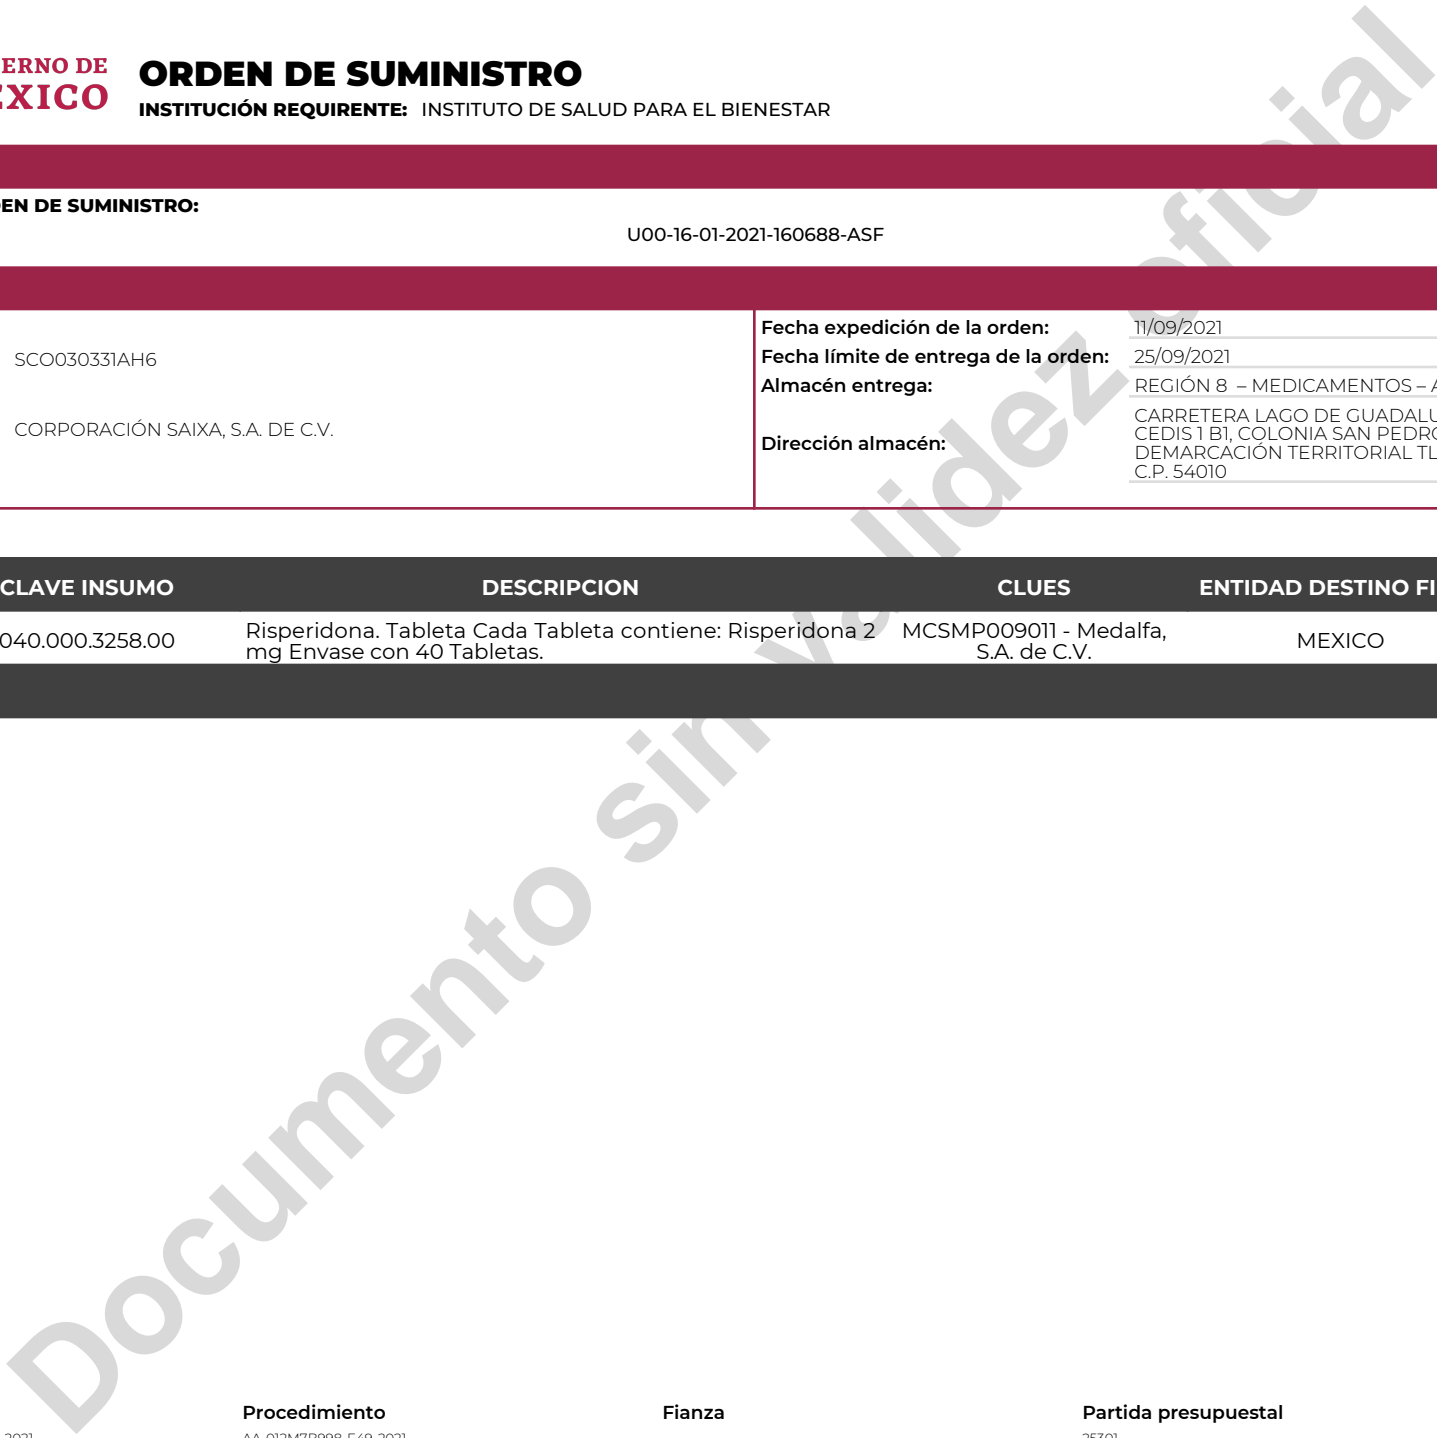 ERNO DE
EXICO
ORDEN DE SUMINISTRO
INSTITUCIÓN REQUIRENTE: INSTITUTO DE SALUD PARA EL BIENESTAR
EN DE SUMINISTRO:
U00-16-01-2021-160688-ASF
SCO030331AH6
CORPORACIÓN SAIXA, S.A. DE C.V.
Fecha expedición de la orden: 11/09/2021
Fecha límite de entrega de la orden: 25/09/2021
Almacén entrega: REGIÓN 8 – MEDICAMENTOS – A
Dirección almacén:
CARRETERA LAGO DE GUADALU
CEDIS 1 B1, COLONIA SAN PEDRO
DEMARCACIÓN TERRITORIAL TL
C.P. 54010
CLAVE INSUMO DESCRIPCION CLUES ENTIDAD DESTINO FI
040.000.3258.00
Risperidona. Tableta Cada Tableta contiene: Risperidona 2
mg Envase con 40 Tabletas.
MCSMP009011 - Medalfa,
S.A. de C.V.
MEXICO
Documento sin validez oficial
Procedimiento Fianza Partida presupuestal